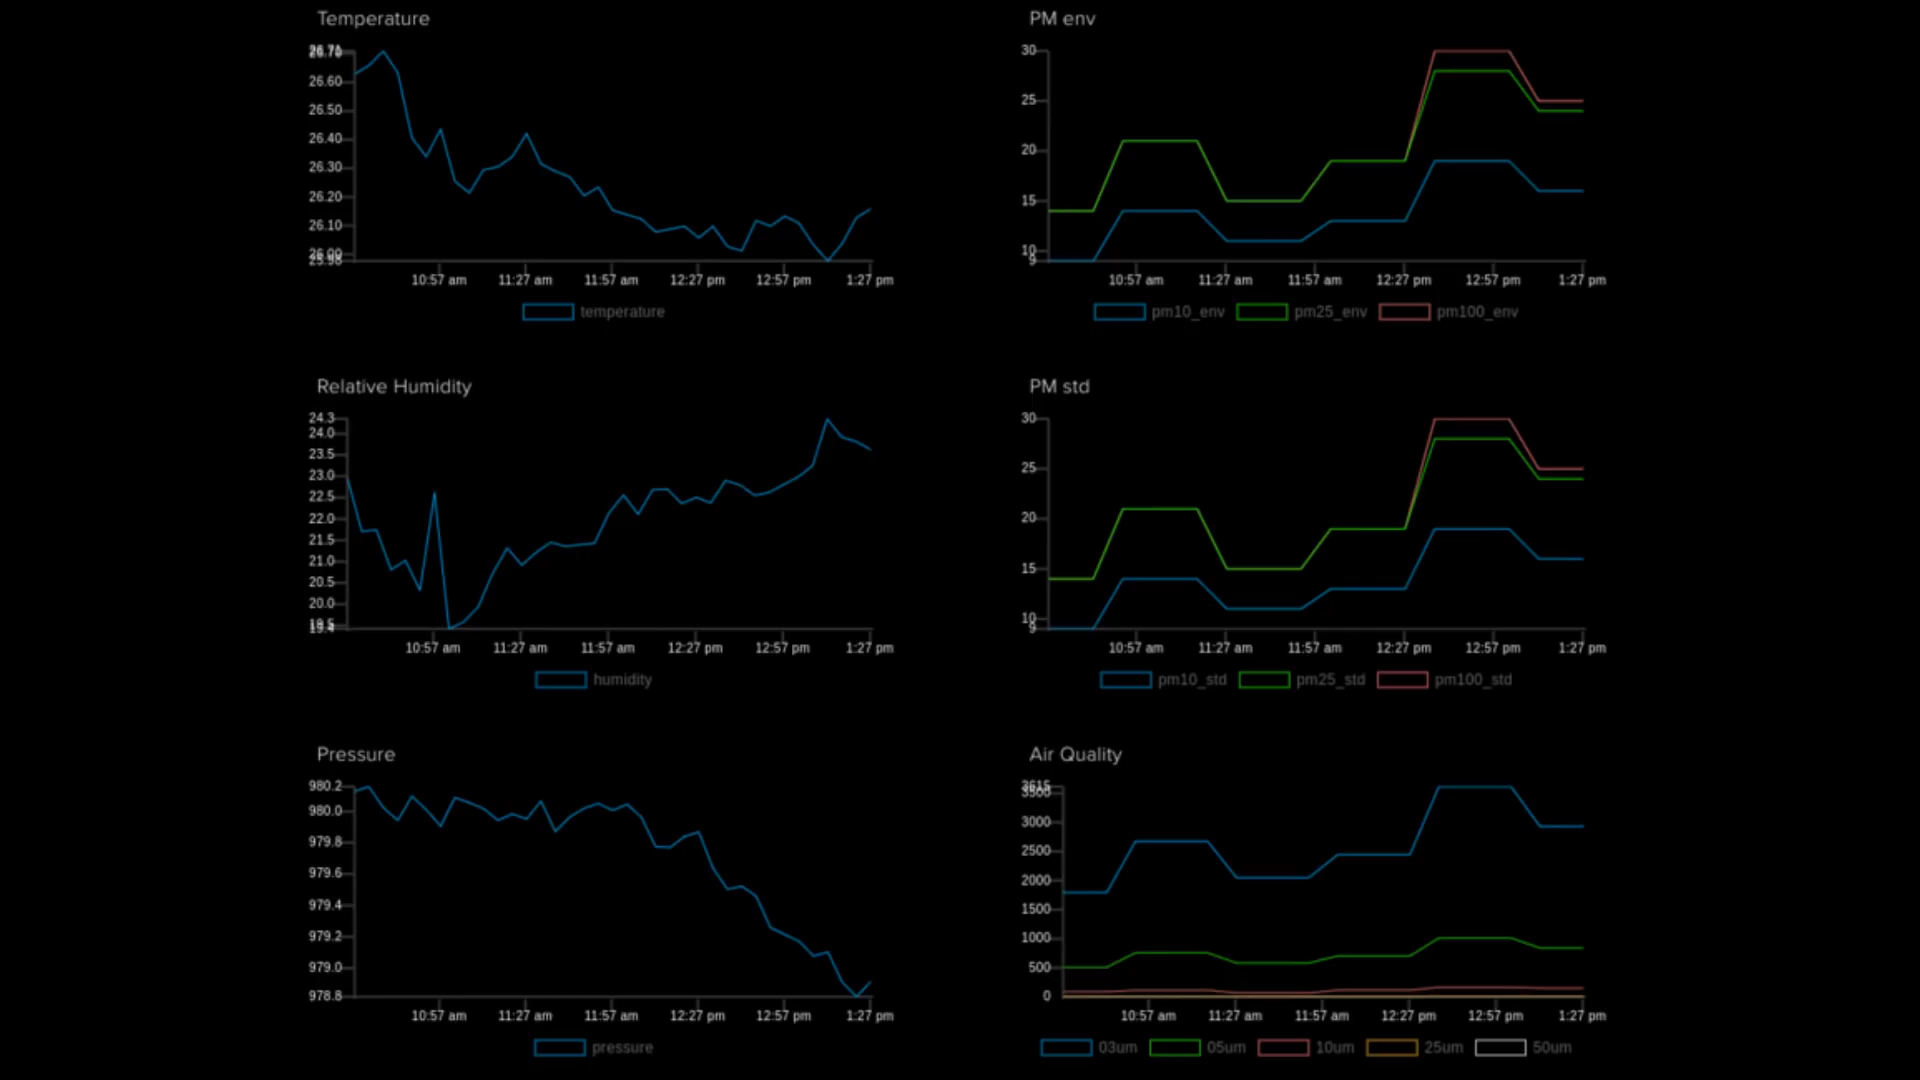 Temperature
26.60
26.50
26.40
26.30
26.20
26.10
26.00
10:57 am 11:27 am 11:57 am 12:27 pm 12:57 pm 1:27 pm
temperature
PM env
30
25
20
15
10
9
10:57 am 11:27 am 11:57 am 12:27 pm 12:57 pm 1:27 pm
pm10_env pm25_env pm100_env
Relative Humidity
24.3
24.0
23.5
23.0
22.5
22.0
21.5
21.0
20.5
20.0
10:57 am 11:27 am 11:57 am 12:27 pm 12:57 pm 1:27 pm
humidity
PM std
30
25
20
15
10
9
10:57 am 11:27 am 11:57 am 12:27 pm 12:57 pm 1:27 pm
pm10_std pm25_std pm100_std
Pressure
980.2
980.0
979.8
979.6
979.4
979.2
979.0
978.8
10:57 am 11:27 am 11:57 am 12:27 pm 12:57 pm 1:27 pm
pressure
Air Quality
3615
3500
3000
2500
2000
1500
1000
500
0
10:57 am 11:27 am 11:57 am 12:27 pm 12:57 pm 1:27 pm
03um 05um 10um 25um 50um